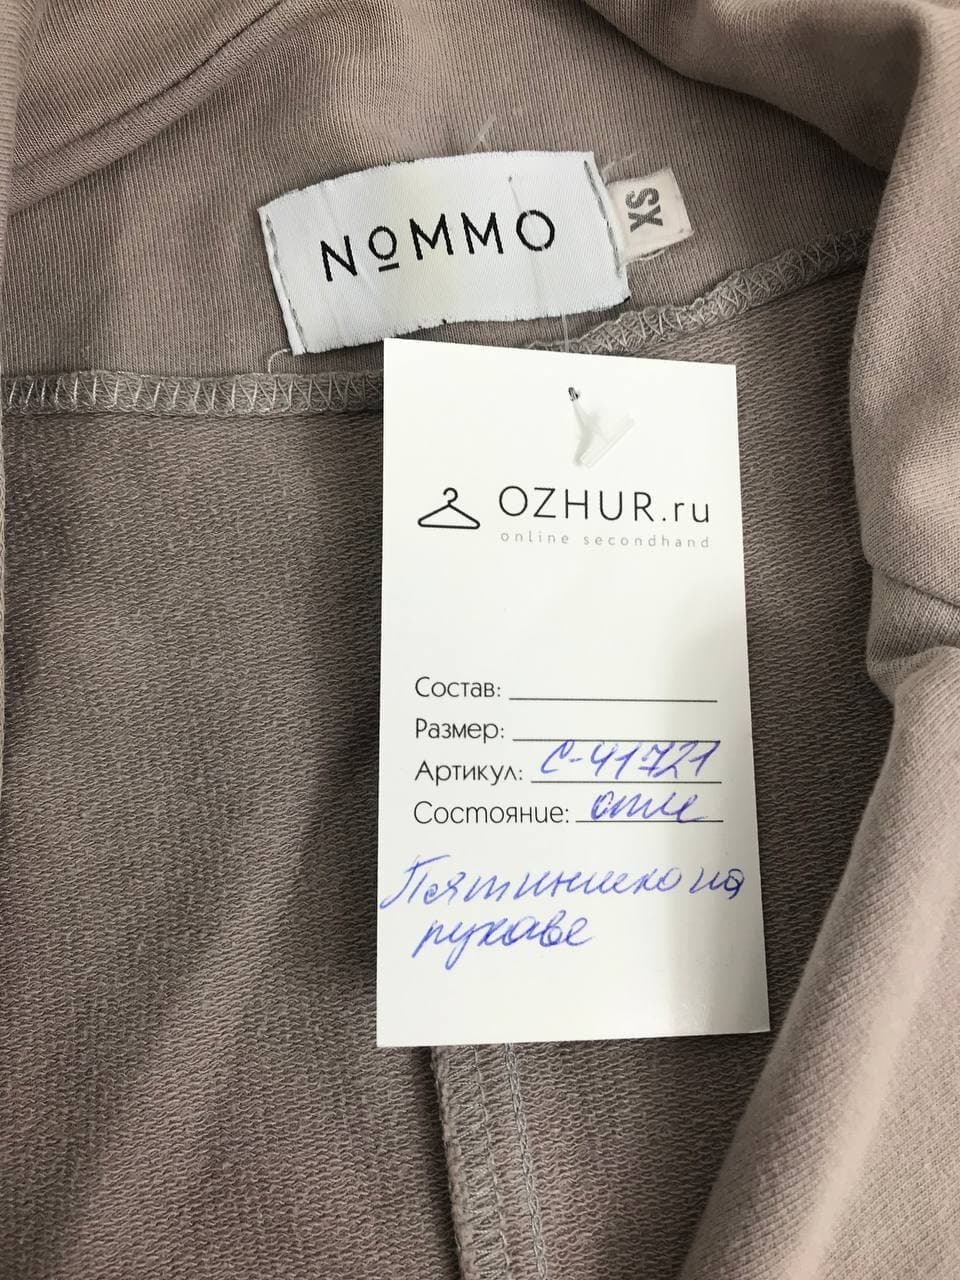 NOMMO
XS
OZHUR.ru
online secondhand
Состав:
Размер:
Артикул: С-41721
Состояние: отл
Пятнышко на
рукаве